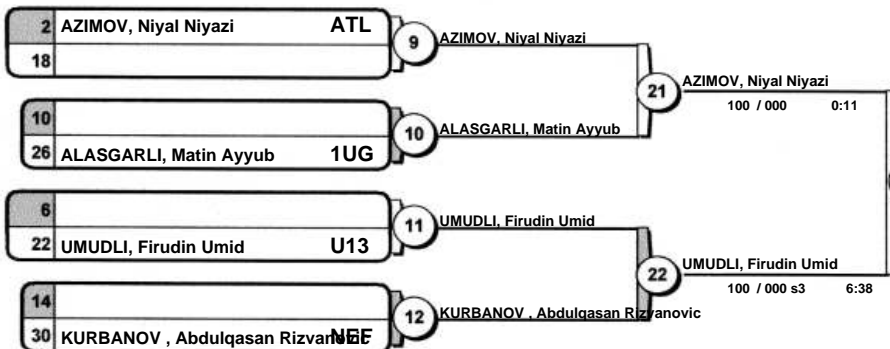 2 AZIMOV, Niyal Niyazi ATL
18
9 AZIMOV, Niyal Niyazi
10
26 ALASGARLI, Matin Ayyub 1UG
10 ALASGARLI, Matin Ayyub
21 AZIMOV, Niyal Niyazi
100 / 000 0:11
6
22 UMUDLI, Firudin Umid U13
11 UMUDLI, Firudin Umid
14
30 KURBANOV , Abdulqasan Rizvanovic NEF
12 KURBANOV , Abdulqasan Rizvanovic
22 UMUDLI, Firudin Umid
100 / 000 s3 6:38